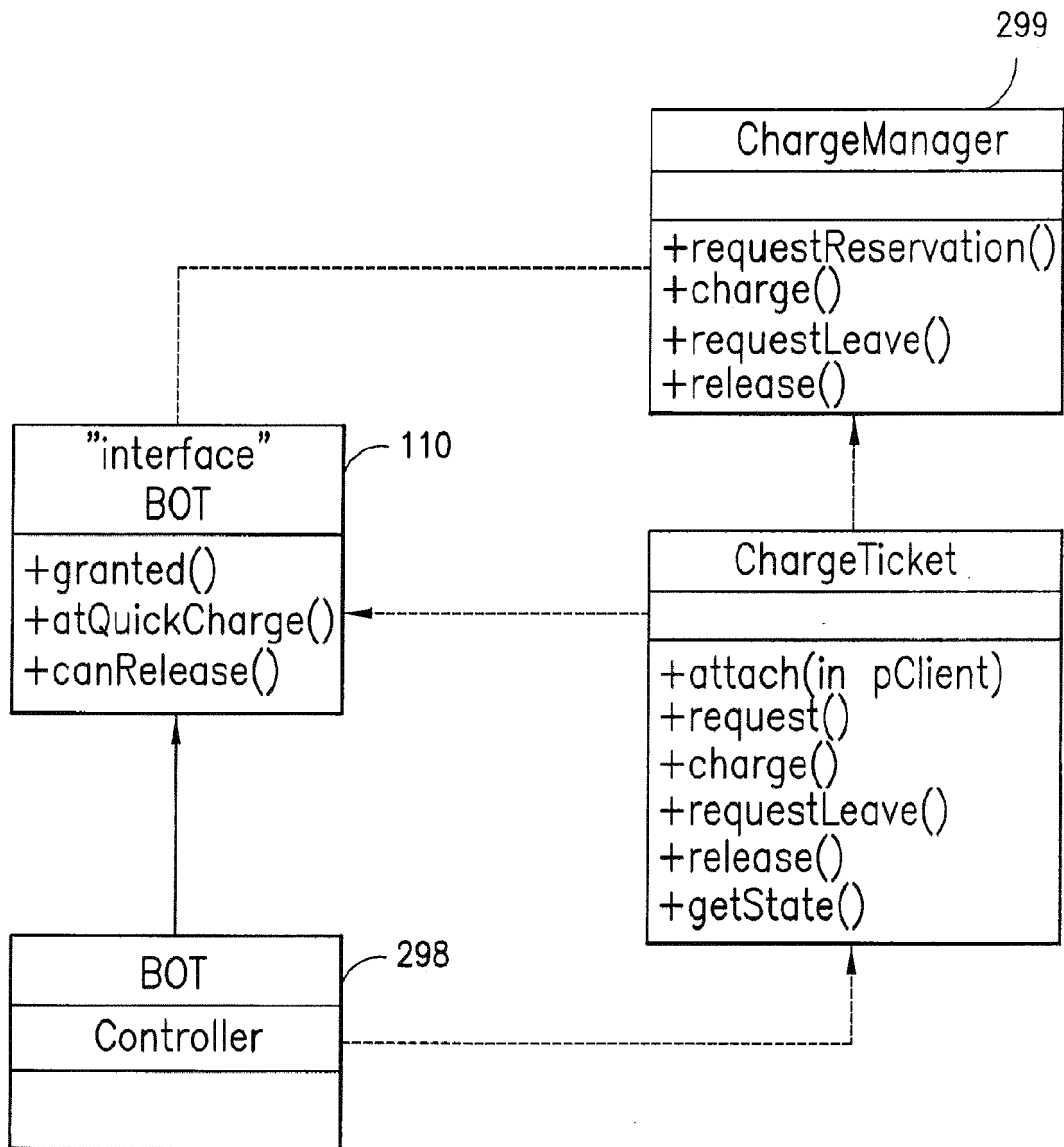 299
ChargeManager
+requestReservation()
+charge()
+requestLeave()
+release()
"interface"
BOT
110
+granted()
+atQuickCharge()
+canRelease()
ChargeTicket
+attach(in pClient)
+request()
+charge()
+requestLeave()
+release()
+getState()
BOT
298
Controller